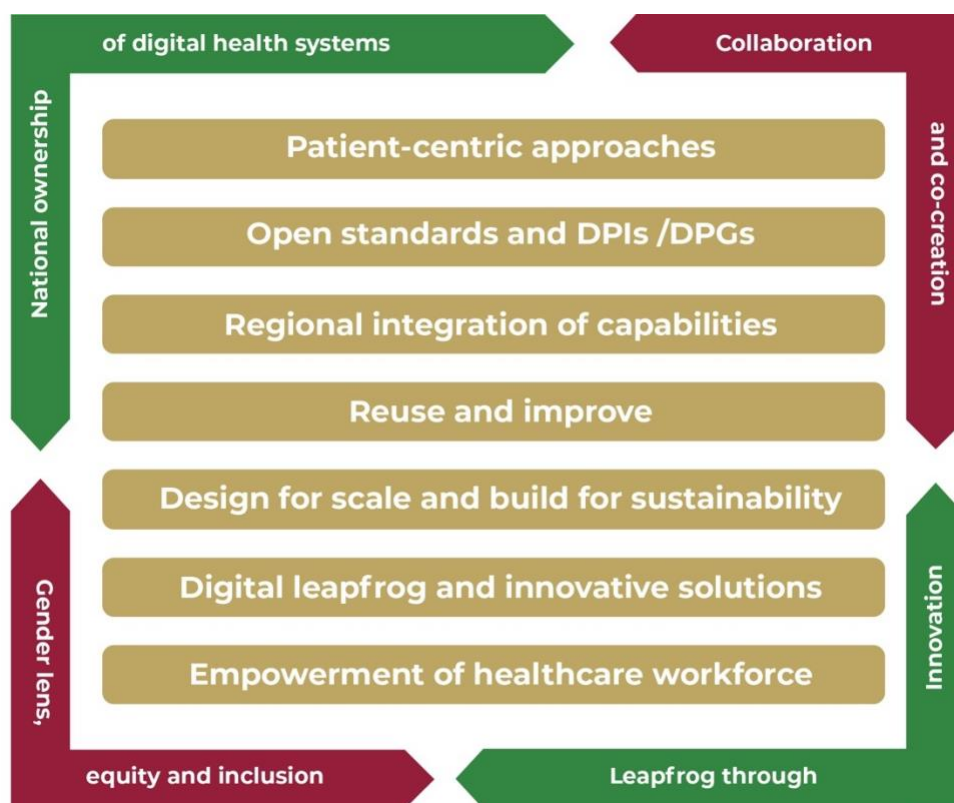 National ownership
of digital health systems
Collaboration
and co-creation
Patient-centric approaches
Open standards and DPIs /DPGs
Regional integration of capabilities
Reuse and improve
Design for scale and build for sustainability
Digital leapfrog and innovative solutions
Empowerment of healthcare workforce
Gender lens,
equity and inclusion
Leapfrog through
Innovation